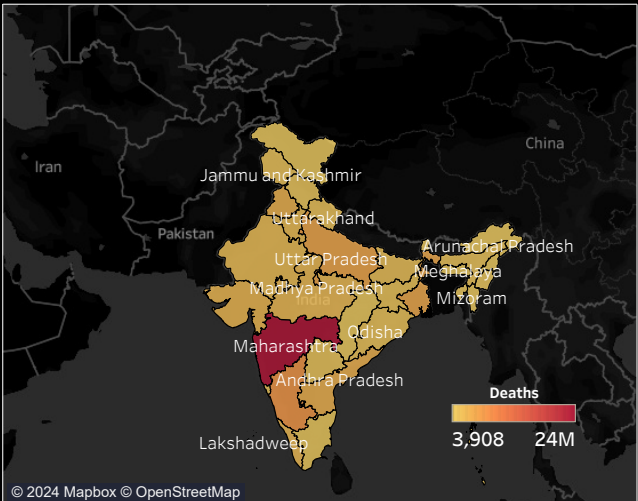 China
Iran
Jammu and Kashmir
Uttarakhand
Pakistan
Arunachal Pradesh
Uttar Pradesh
Meghalaya
Madhya Pradesh
India
Mizoram
Odisha
Maharashtra
Andhra Pradesh
Deaths
3,908 24M
Lakshadweep
© 2024 Mapbox © OpenStreetMap